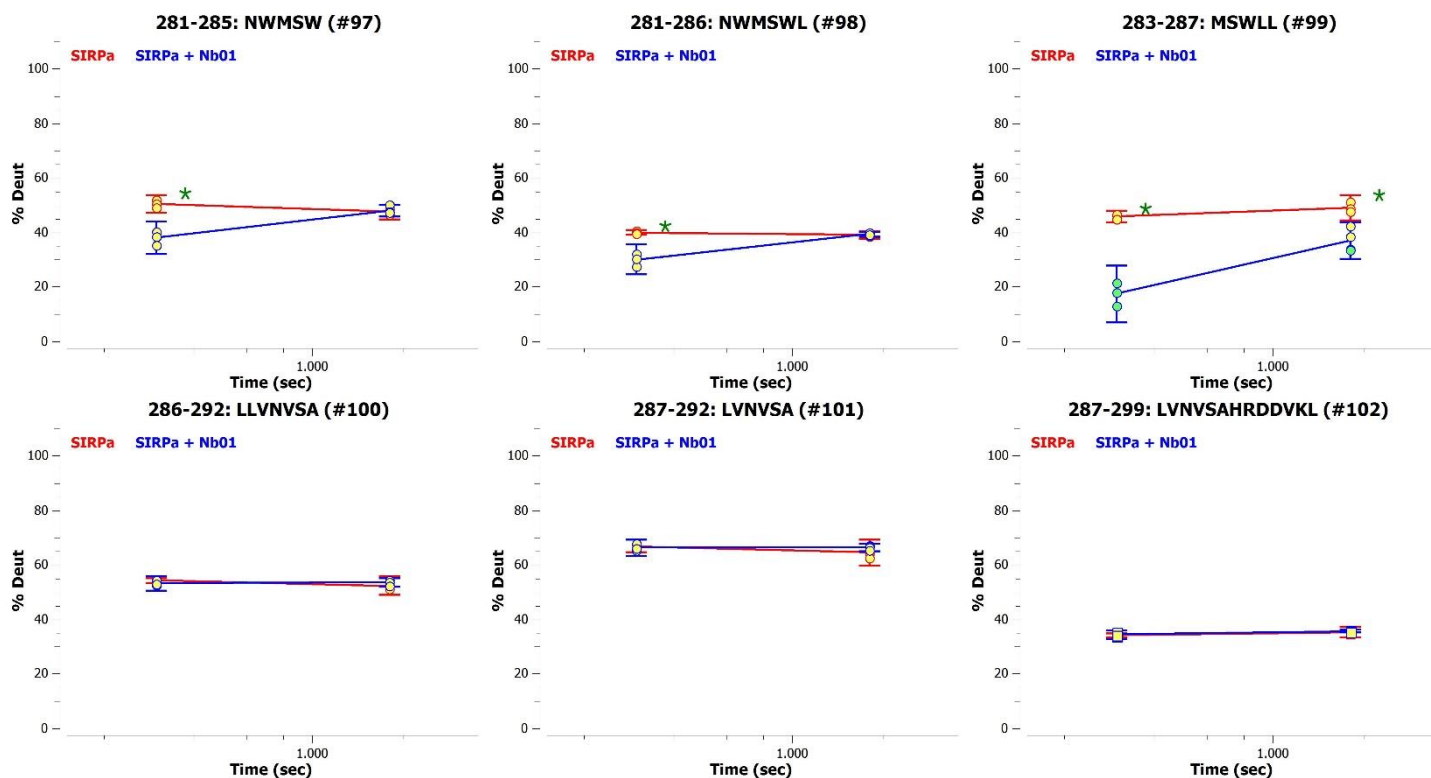 281-285: NWMSW (#97)
SIRPa SIRPa + Nb01
% Deut
100
80
60
40
20
0
1.000
Time (sec)
281-286: NWMSWL (#98)
SIRPa SIRPa + Nb01
% Deut
100
80
60
40
20
0
1.000
Time (sec)
283-287: MSWLL (#99)
SIRPa SIRPa + Nb01
% Deut
100
80
60
40
20
0
1.000
Time (sec)
286-292: LLVNVSA (#100)
SIRPa SIRPa + Nb01
% Deut
100
80
60
40
20
0
1.000
Time (sec)
287-292: LVNVSA (#101)
SIRPa SIRPa + Nb01
% Deut
100
80
60
40
20
0
1.000
Time (sec)
287-299: LVNVSAHRDDVKL (#102)
SIRPa SIRPa + Nb01
% Deut
100
80
60
40
20
0
1.000
Time (sec)